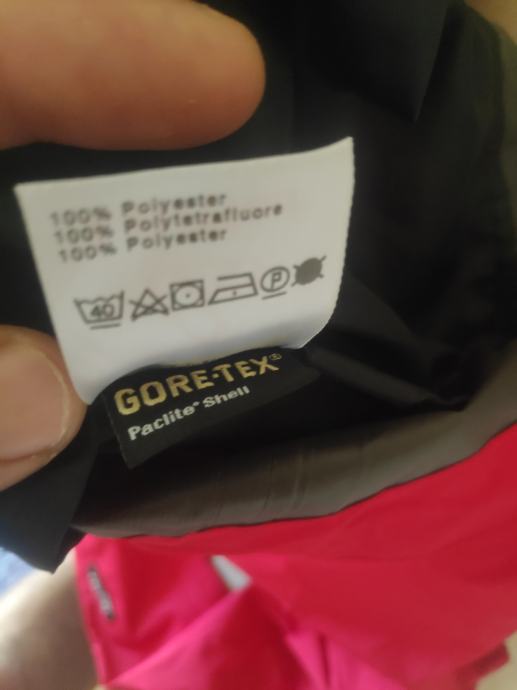 100% Polyester
100% Polytetrafluore
100% Polyester
40 P
GORE-TEX®
Paclite® Shell